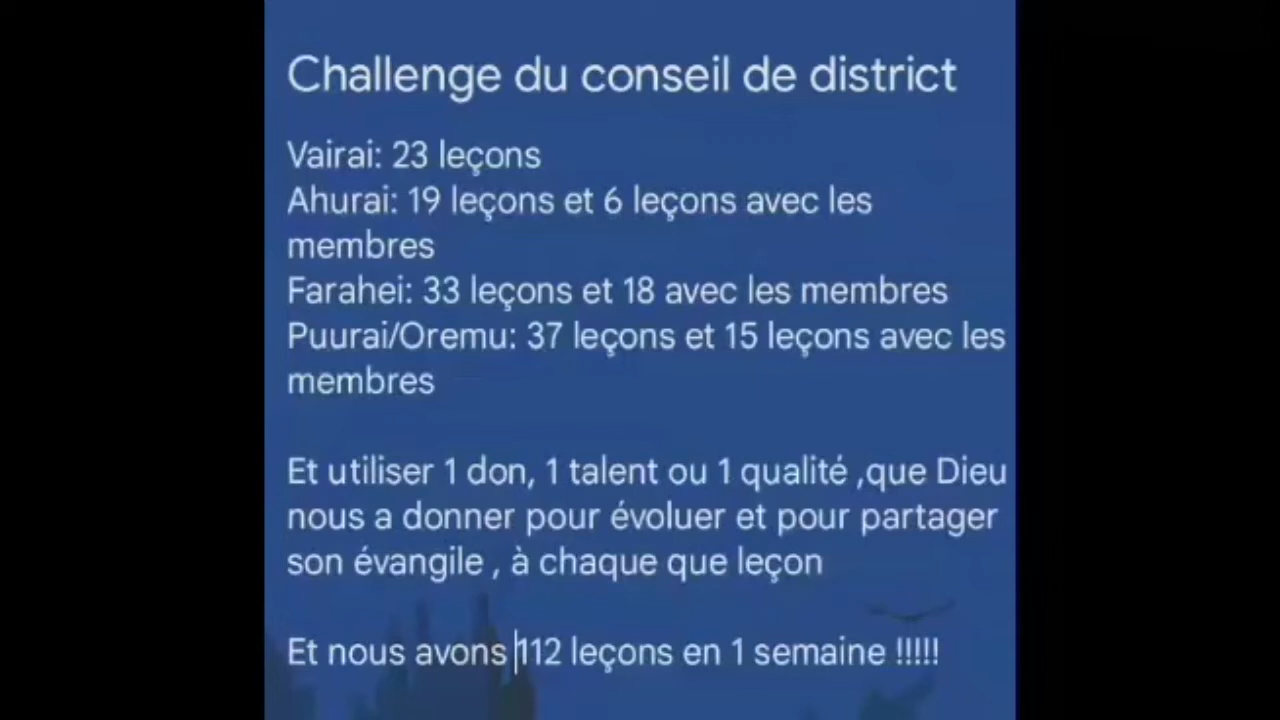 Challenge du conseil de district
Vairai: 23 leçons
Ahurai: 19 leçons et 6 leçons avec les
membres
Farahei: 33 leçons et 18 avec les membres
Puurai/Oremu: 37 leçons et 15 leçons avec les
membres
Et utiliser 1 don, 1 talent ou 1 qualité ,que Dieu
nous a donner pour évoluer et pour partager
son évangile , à chaque que leçon
Et nous avons 112 leçons en 1 semaine !!!!!